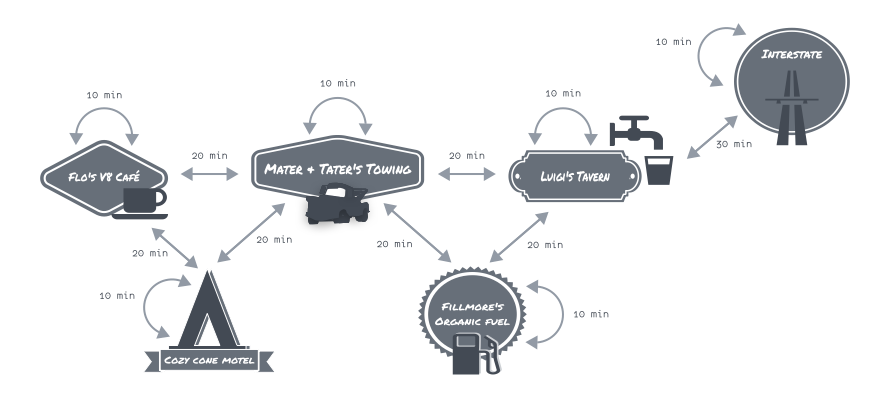 10 min
Interstate
10 min
10 min
10 min
30 min
20 min
20 min
Flo's V8 Café
Mater + Tater's Towing
Luigi's Tavern
20 min
20 min
20 min
20 min
10 min
Fillmore's
Organic fuel
10 min
Cozy cone motel